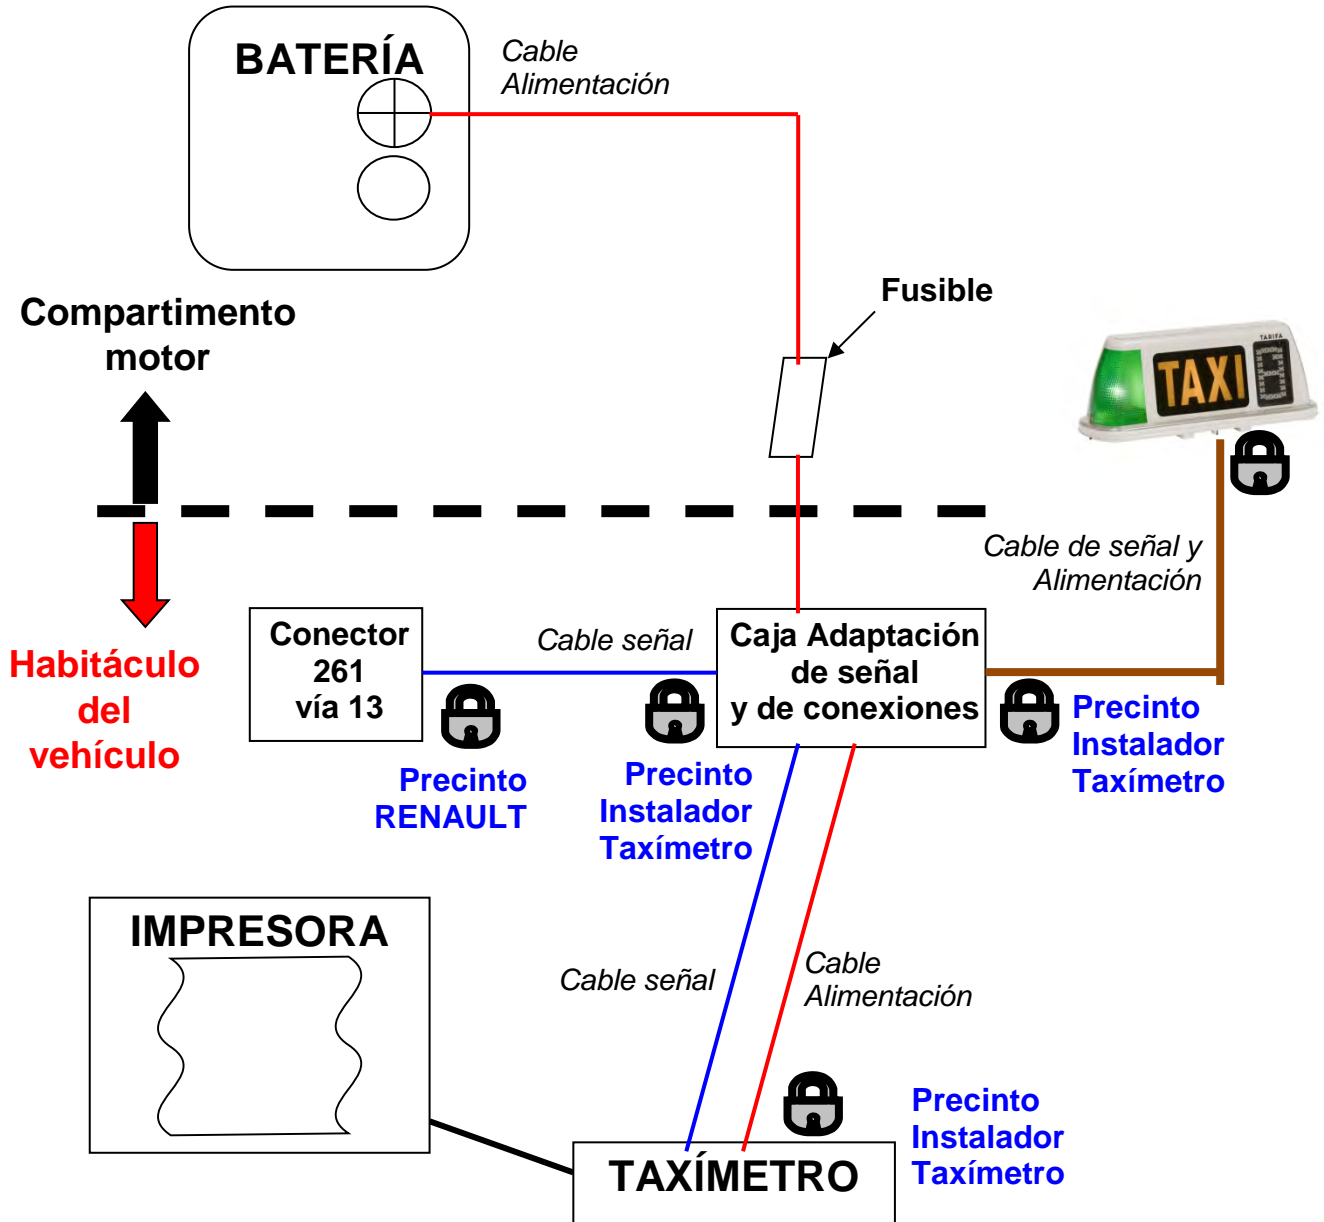 BATERÍA
Cable
Alimentación
Fusible
Compartimento
motor
TARIFA
TAXI
Cable de señal y
Alimentación
Habitáculo
del
vehículo
Conector
261
vía 13
Cable señal
Caja Adaptación
de señal
y de conexiones
Precinto
RENAULT
Precinto
Instalador
Taxímetro
Precinto
Instalador
Taxímetro
IMPRESORA
Cable señal
Cable
Alimentación
Precinto
Instalador
Taxímetro
TAXÍMETRO